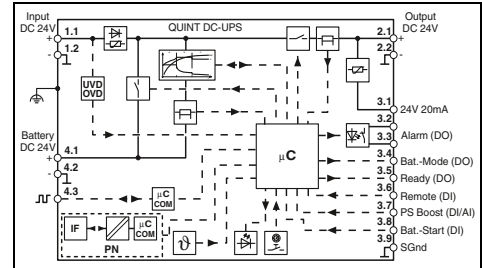 Input
DC 24V
QUINT DC-UPS
Output
DC 24V
+ 1.1
1.2
-
2.1 +
2.2
-
UVD
OVD
3.1
24V 20mA
3.2
Alarm (DO)
3.3
Battery
DC 24V
4.1
+
4.2
-
4.3
µC
3.4
Bat.-Mode (DO)
3.5
Ready (DO)
3.6
Remote (DI)
3.7
PS Boost (DI/AI)
3.8
Bat.-Start (DI)
3.9
SGnd
µC
COM
IF
µC
COM
PN
ϑ